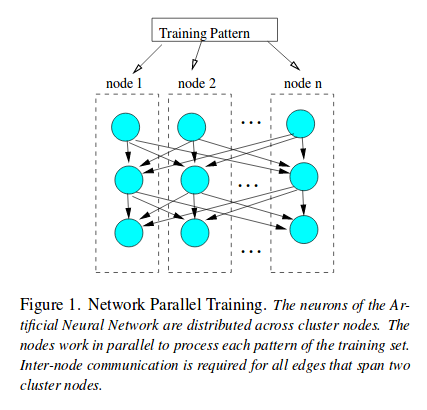 Training Pattern
node 1 node 2 node n
...
...
...
Figure 1. Network Parallel Training. The neurons of the Ar-
tificial Neural Network are distributed across cluster nodes. The
nodes work in parallel to process each pattern of the training set.
Inter-node communication is required for all edges that span two
cluster nodes.